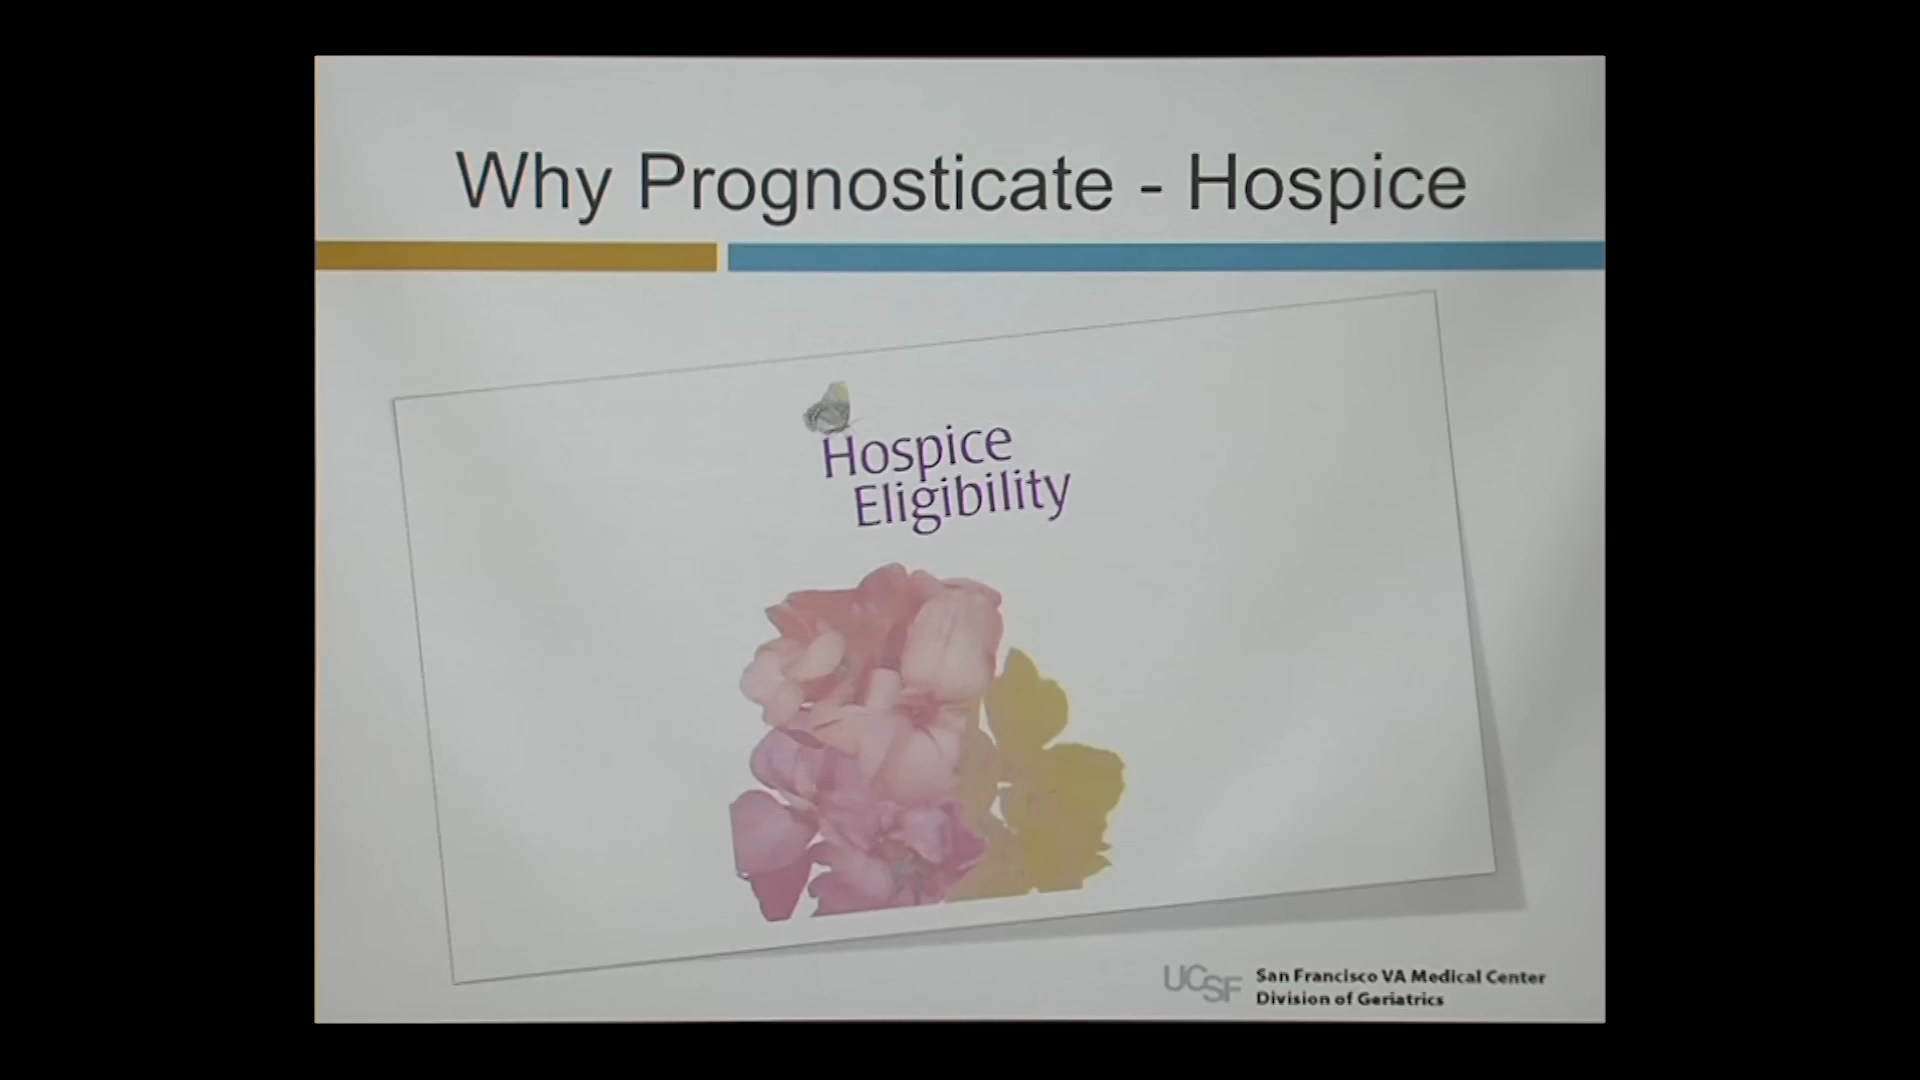 Why Prognosticate - Hospice
Hospice
Eligibility
UCSF
San Francisco VA Medical Center
Division of Geriatrics